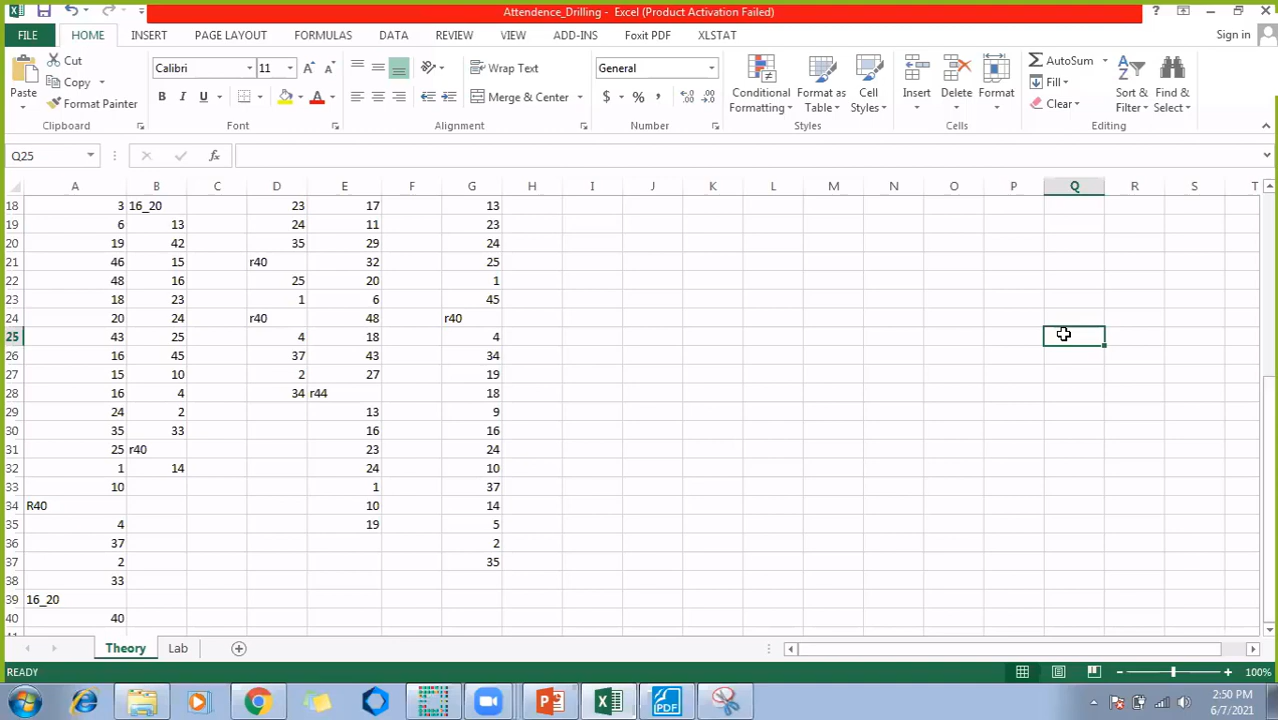 Attendence_Drilling - Excel (Product Activation Failed)
?
FILE HOME INSERT PAGE LAYOUT FORMULAS DATA REVIEW VIEW ADD-INS Foxit PDF XLSTAT Sign in
Paste
Cut
Copy
Format Painter
Clipboard
Calibri 11
B I U
Font
Wrap Text
Merge & Center
Alignment
General
$ % ,
Number
Conditional Formatting
Format as Table
Cell Styles
Styles
Insert Delete Format
Cells
AutoSum
Fill
Clear
Sort & Filter
Find & Select
Editing
Q25 fx
A B C D E F G H I J K L M N O P Q R S T
18 3 16_20 23 17 13
19 6 13 24 11 23
20 19 42 35 29 24
21 46 15 r40 32 25
22 48 16 25 20 1
23 18 23 1 6 45
24 20 24 r40 48 r40
25 43 25 4 18 4
26 16 45 37 43 34
27 15 10 2 27 19
28 16 4 34 r44 18
29 24 2 13 9
30 35 33 16 16
31 25 r40 23 24
32 1 14 24 10
33 10 1 37
34 R40 10 14
35 4 19 5
36 37 2
37 2 35
38 33
39 16_20
40 40
41
Theory Lab
READY 100%
2:50 PM
6/7/2021